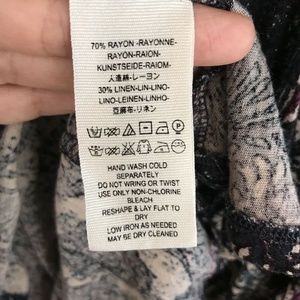 70% RAYON -RAYONNE-
RAYON-RAION-
KUNSTSEIDE-RAIOM-
人造絲-レーヨン
30% LINEN-LIN-LINO-
LINO-LEINEN-LINHO-
亞麻布-リネン
HAND WASH COLD
SEPARATELY
DO NOT WRING OR TWIST
USE ONLY NON-CHLORINE
BLEACH
RESHAPE & LAY FLAT TO
DRY
LOW IRON AS NEEDED
MAY BE DRY CLEANED